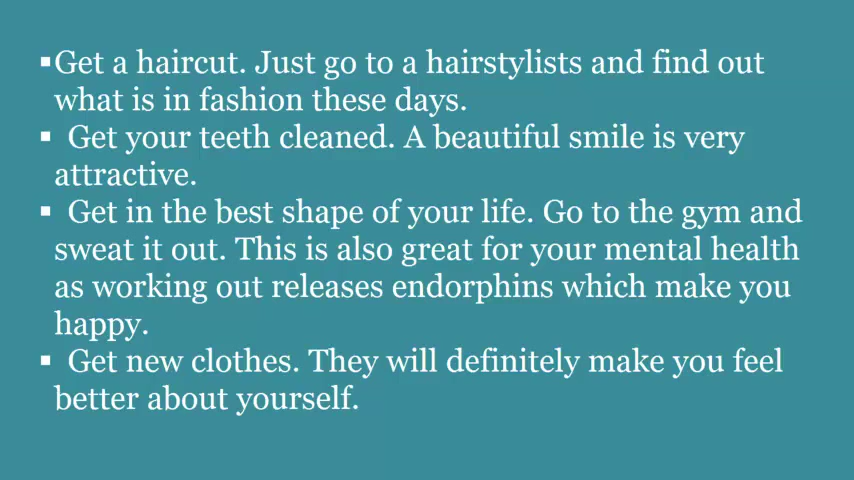 ▪Get a haircut. Just go to a hairstylists and find out
what is in fashion these days.
▪ Get your teeth cleaned. A beautiful smile is very
attractive.
▪ Get in the best shape of your life. Go to the gym and
sweat it out. This is also great for your mental health
as working out releases endorphins which make you
happy.
▪ Get new clothes. They will definitely make you feel
better about yourself.